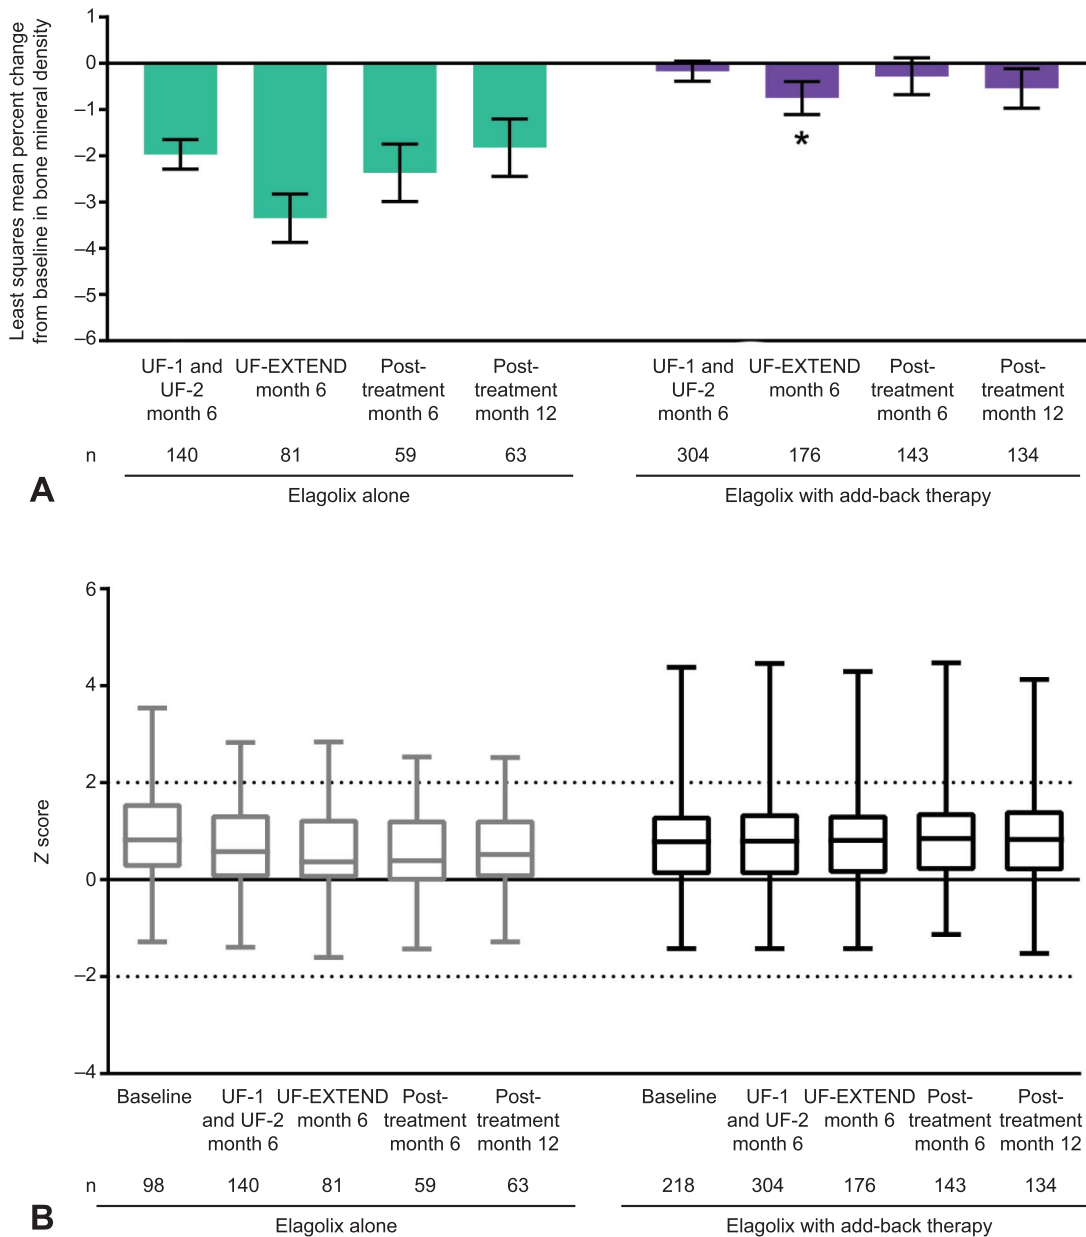 Least squares mean percent change
from baseline in bone mineral density
1
0
–1
–2
–3
–4
–5
–6
*
UF-1 and UF-EXTEND Post- Post- UF-1 and UF-EXTEND Post- Post-
UF-2 month 6 treatment treatment UF-2 month 6 treatment treatment
month 6 month 6 month 12 month 6 month 6 month 12
n 140 81 59 63 304 176 143 134
A Elagolix alone Elagolix with add-back therapy
Z score
6
4
2
0
–2
–4
Baseline UF-1 UF-EXTEND Post- Post- Baseline UF-1 UF-EXTEND Post- Post-
and UF-2 month 6 treatment treatment and UF-2 month 6 treatment treatment
month 6 month 6 month 12 month 6 month 6 month 12
n 98 140 81 59 63 218 304 176 143 134
B Elagolix alone Elagolix with add-back therapy